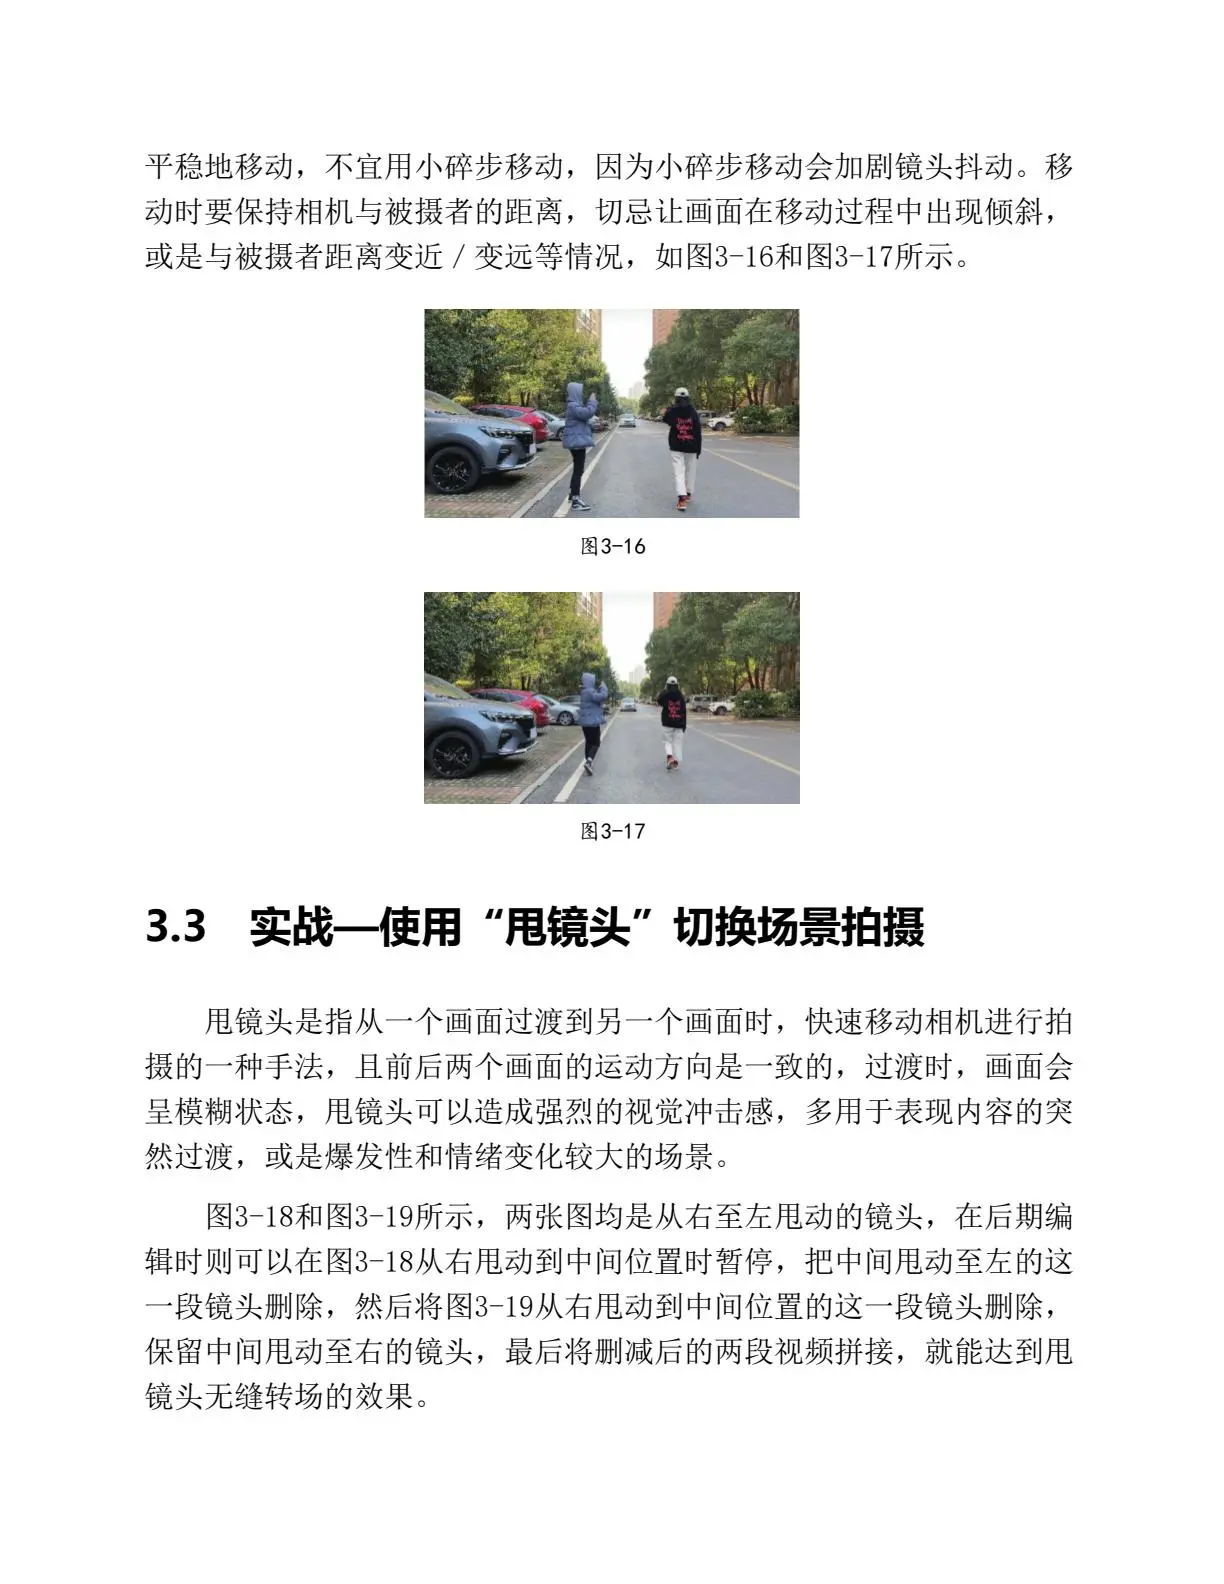 平稳地移动，不宜用小碎步移动，因为小碎步移动会加剧镜头抖动。移
动时要保持相机与被摄者的距离，切忌让画面在移动过程中出现倾斜，
或是与被摄者距离变近／变远等情况，如图3-16和图3-17所示。
图3-16
图3-17
3.3 实战—使用“甩镜头”切换场景拍摄
甩镜头是指从一个画面过渡到另一个画面时，快速移动相机进行拍
摄的一种手法，且前后两个画面的运动方向是一致的，过渡时，画面会
呈模糊状态，甩镜头可以造成强烈的视觉冲击感，多用于表现内容的突
然过渡，或是爆发性和情绪变化较大的场景。
图3-18和图3-19所示，两张图均是从右至左甩动的镜头，在后期编
辑时则可以在图3-18从右甩动到中间位置时暂停，把中间甩动至左的这
一段镜头删除，然后将图3-19从右甩动到中间位置的这一段镜头删除，
保留中间甩动至右的镜头，最后将删减后的两段视频拼接，就能达到甩
镜头无缝转场的效果。